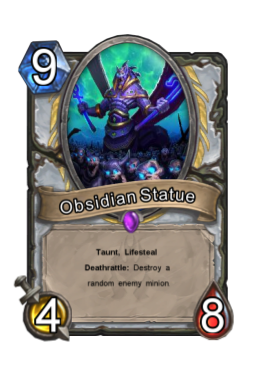 9
Obsidian Statue
Taunt, Lifesteal
Deathrattle: Destroy a
random enemy minion
4
8